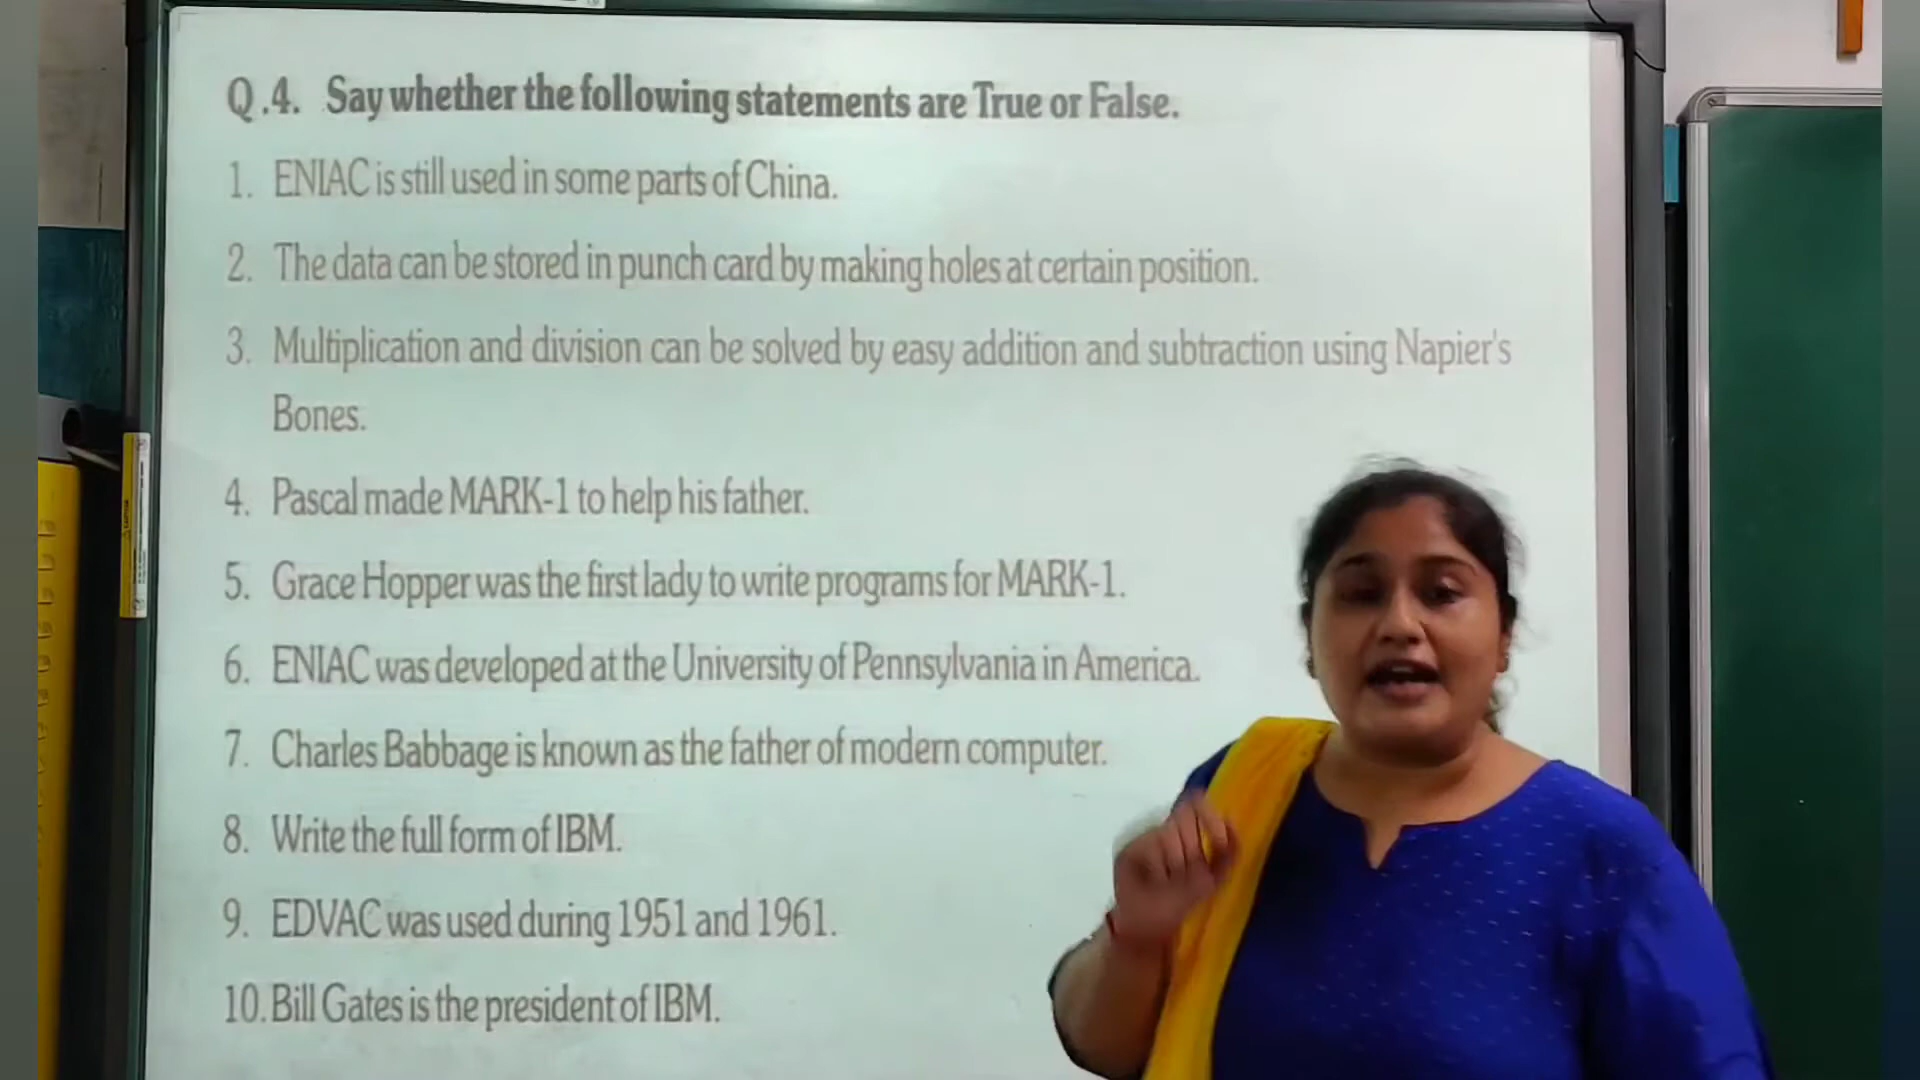 Q.4. Say whether the following statements are True or False.
1. ENIAC is still used in some parts of China.
2. The data can be stored in punch card by making holes at certain position.
3. Multiplication and division can be solved by easy addition and subtraction using Napier's
Bones.
4. Pascal made MARK-1 to help his father.
5. Grace Hopper was the first lady to write programs for MARK-1.
6. ENIAC was developed at the University of Pennsylvania in America.
7. Charles Babbage is known as the father of modern computer.
8. Write the full form of IBM.
9. EDVAC was used during 1951 and 1961.
10. Bill Gates is the president of IBM.